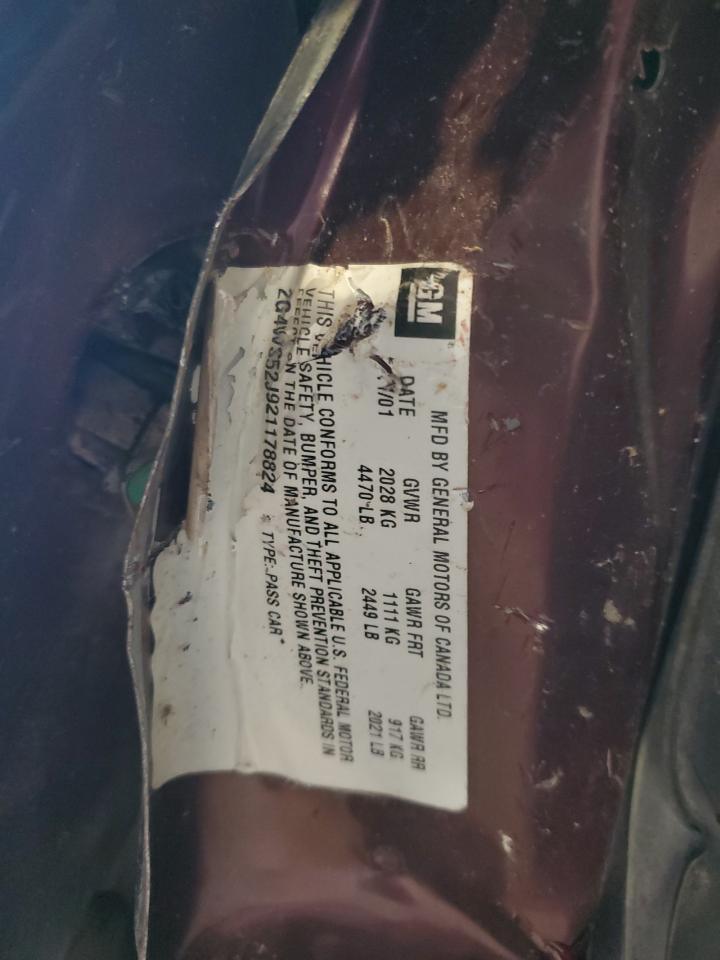 GM
MFD BY GENERAL MOTORS OF CANADA LTD.
DATE GVWR GAWR FRT GAWR RR
/01 2028 KG 1111 KG 917 KG
4470 LB 2449 LB 2021 LB
THIS VEHICLE CONFORMS TO ALL APPLICABLE U.S. FEDERAL MOTOR
VEHICLE SAFETY, BUMPER, AND THEFT PREVENTION STANDARDS IN
EFFECT ON THE DATE OF MANUFACTURE SHOWN ABOVE.
2G4WS52J921178824 * TYPE: PASS CAR *